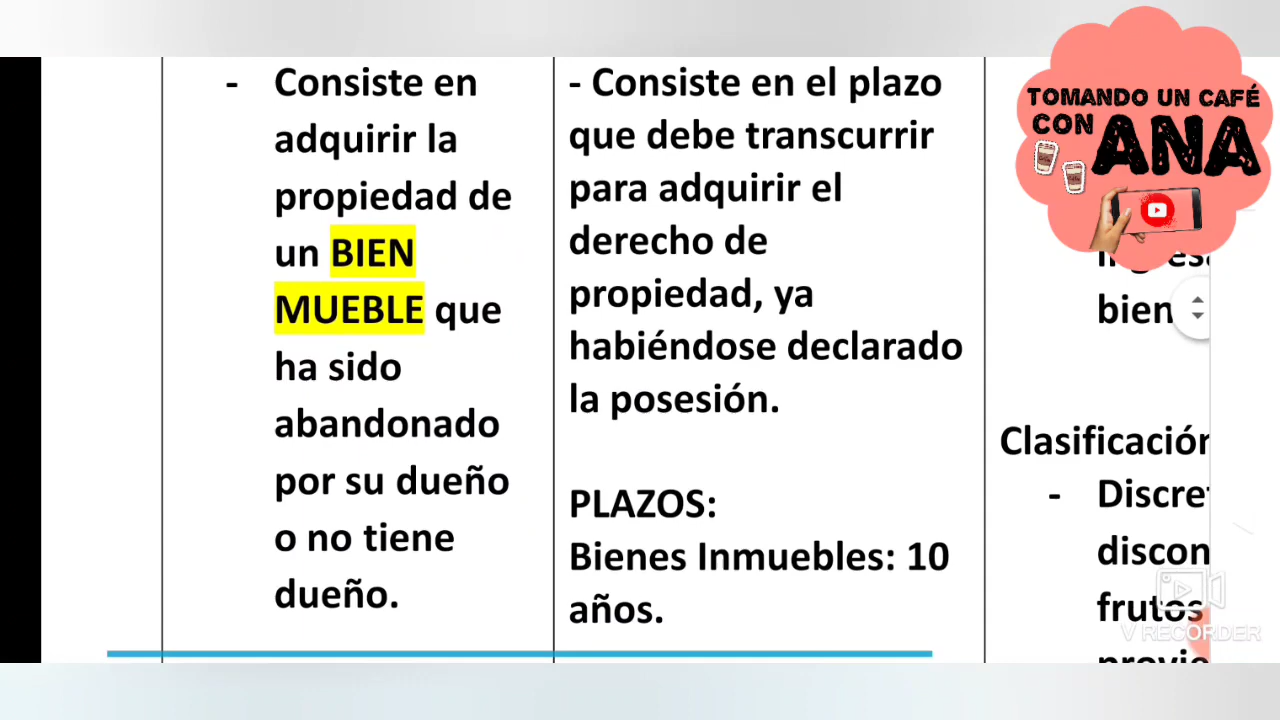 - Consiste en
adquirir la
propiedad de
un BIEN
MUEBLE que
ha sido
abandonado
por su dueño
o no tiene
dueño.
- Consiste en el plazo
que debe transcurrir
para adquirir el
derecho de
propiedad, ya
habiéndose declarado
la posesión.
PLAZOS:
Bienes Inmuebles: 10
años.
TOMANDO UN CAFÉ
CON ANA
bien
Clasificación
- Discre
discon
frutos
V RECORDER